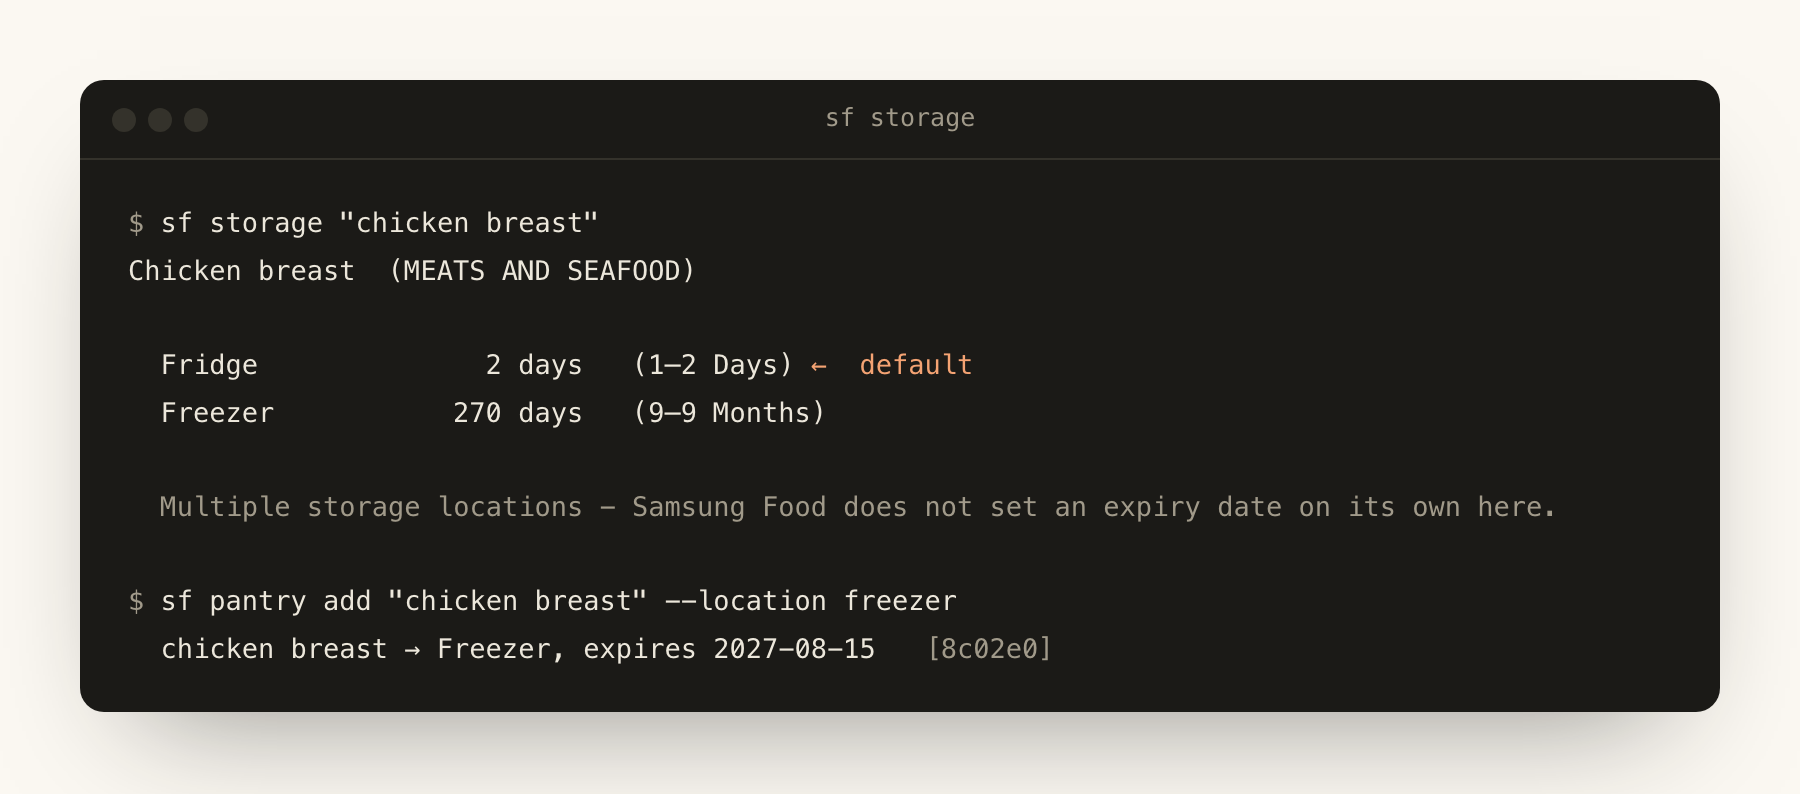 sf storage
$ sf storage "chicken breast"
Chicken breast  (MEATS AND SEAFOOD)
Fridge              2 days   (1–2 Days) ←  default
Freezer           270 days   (9–9 Months)
Multiple storage locations – Samsung Food does not set an expiry date on its own here.
$ sf pantry add "chicken breast" --location freezer
chicken breast → Freezer, expires 2027-08-15   [8c02e0]